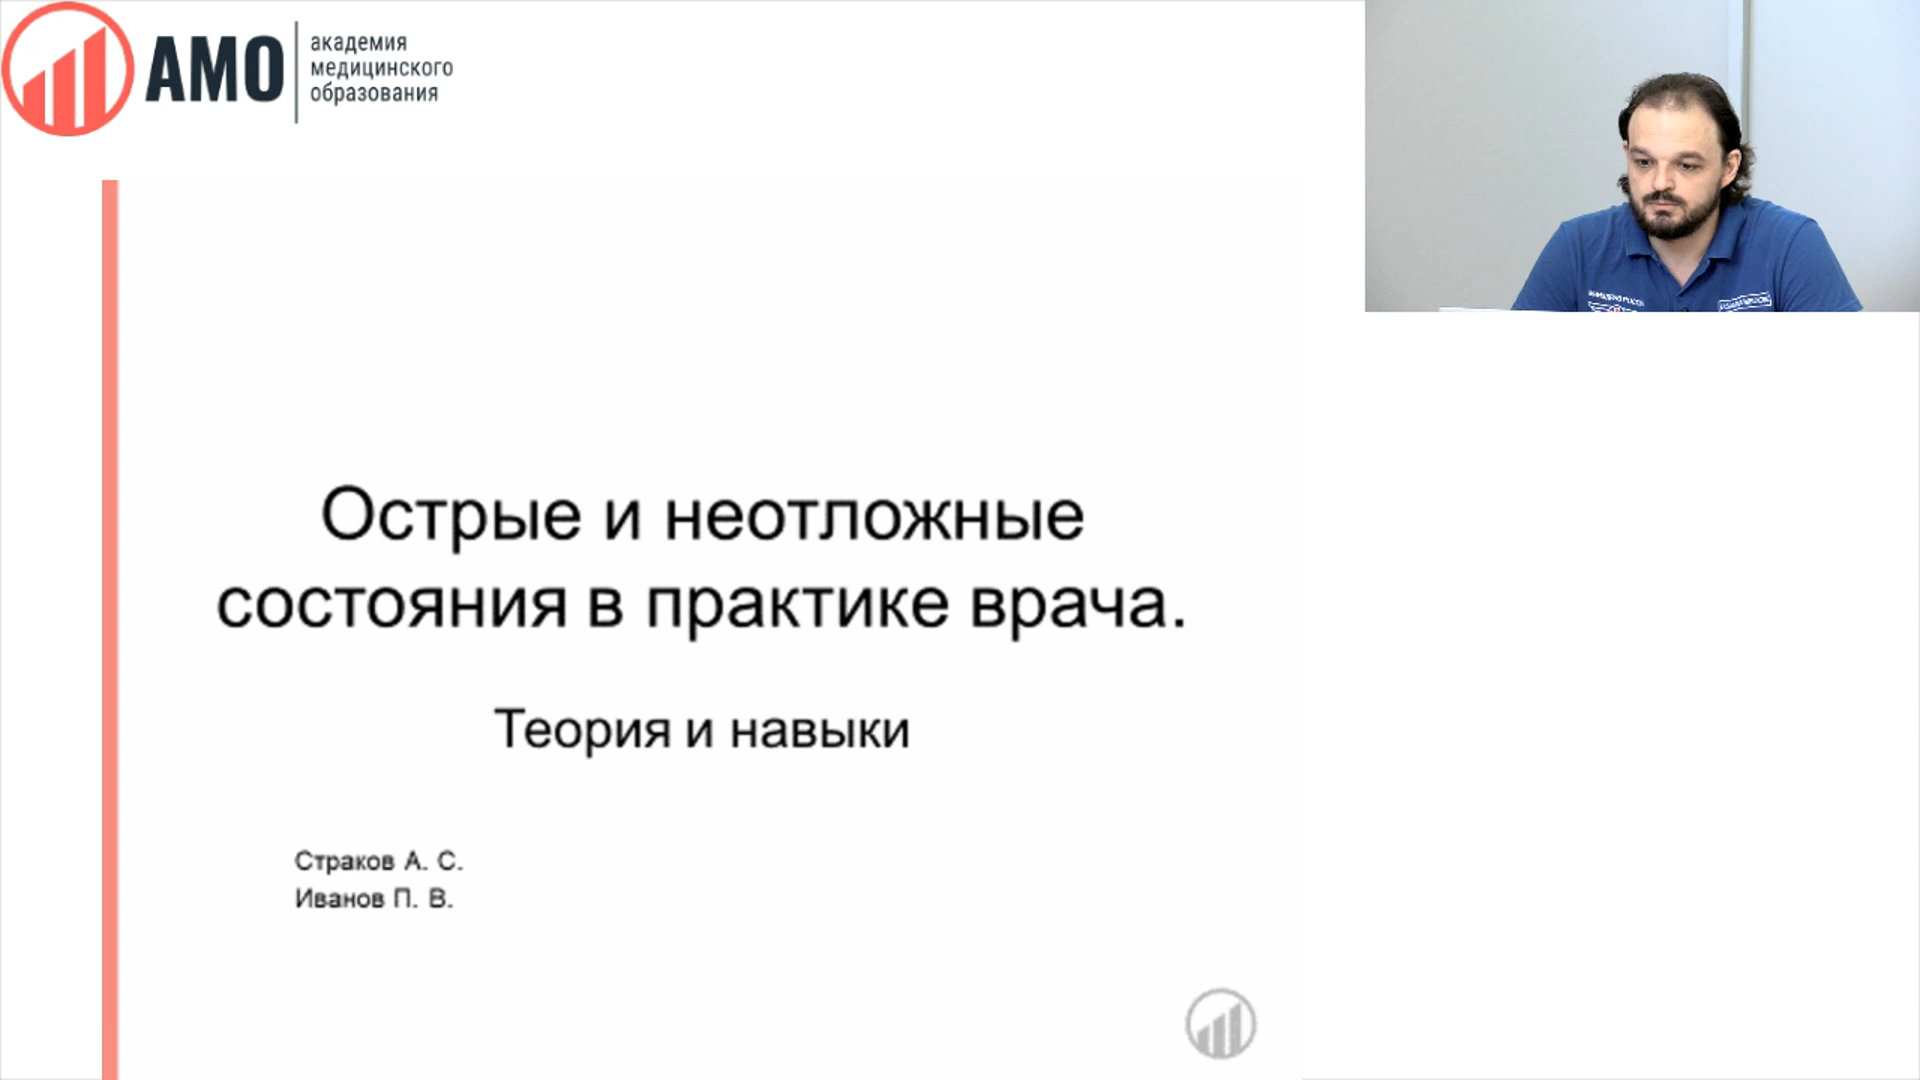 АМО
академия
медицинского
образования
Острые и неотложные
состояния в практике врача.
Теория и навыки
Страков А. С.
Иванов П. В.